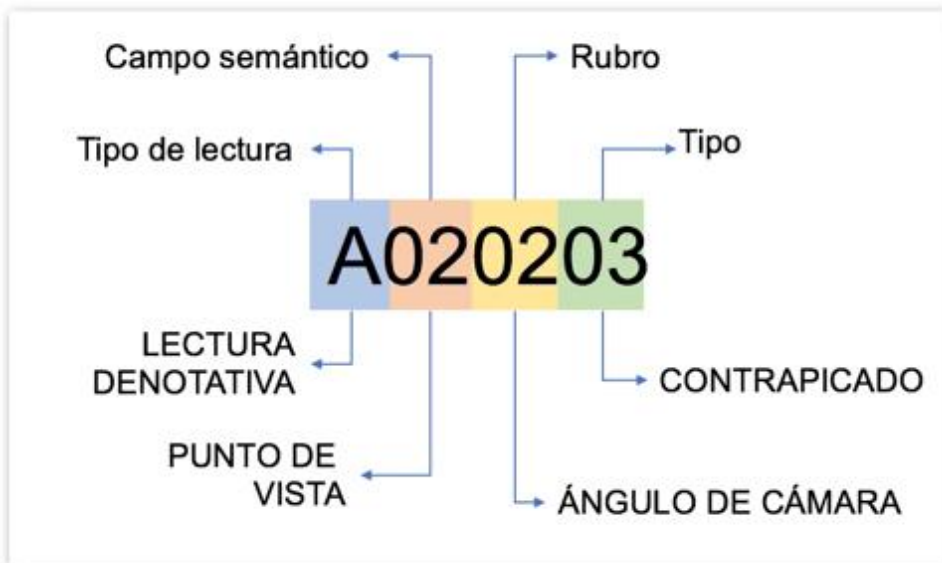 Campo semántico
Rubro
Tipo de lectura
Tipo
A020203
LECTURA
DENOTATIVA
CONTRAPICADO
PUNTO DE
VISTA
ÁNGULO DE CÁMARA